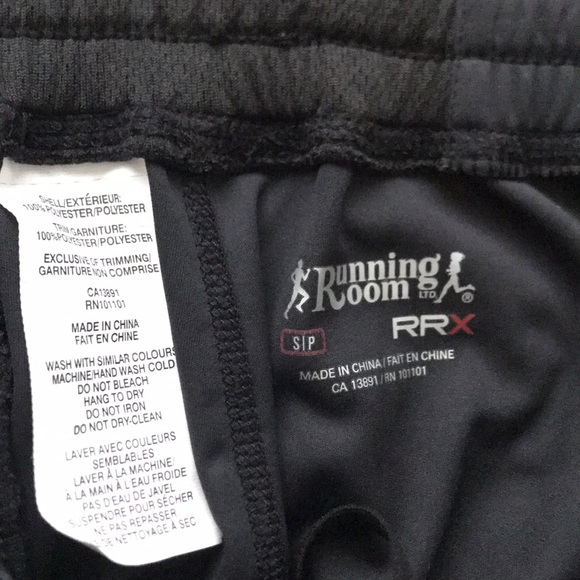 SHELL/EXTÉRIEUR:
100% POLYESTER/POLYESTER
TRIM/GARNITURE:
100% POLYESTER/POLYESTER
EXCLUSIVE OF TRIMMING/
GARNITURE NON COMPRISE
CA13891
RN101101
MADE IN CHINA
FAIT EN CHINE
WASH WITH SIMILAR COLOURS
MACHINE/HAND WASH COLD
DO NOT BLEACH
HANG TO DRY
DO NOT IRON
DO NOT DRY-CLEAN
LAVER AVEC COULEURS
SEMBLABLES
LAVER À LA MACHINE/
À LA MAIN À L'EAU FROIDE
PAS D'EAU DE JAVEL
SUSPENDRE POUR SÉCHER
NE PAS REPASSER
DE NETTOYAGE A SEC
Running
Room LTD. ®
S|P RRX
MADE IN CHINA / FAIT EN CHINE
CA 13891 / RN 101101